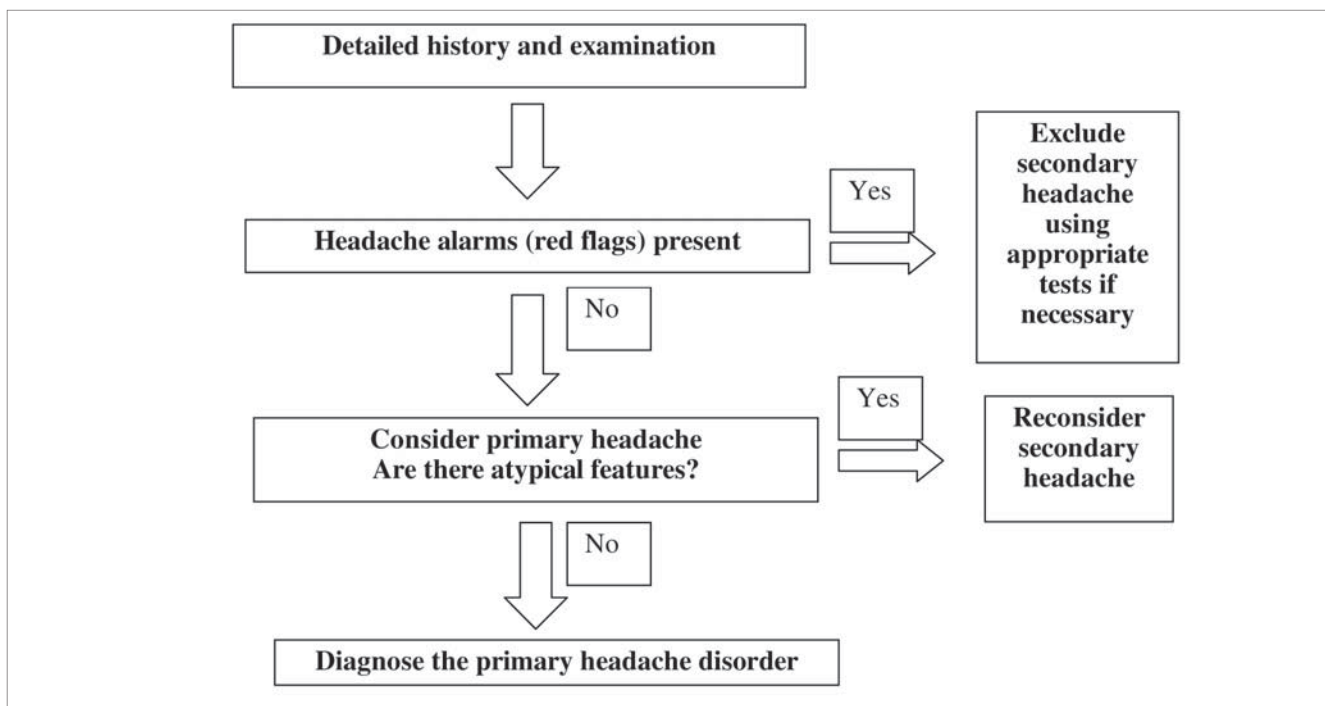 Detailed history and examination
Yes
Exclude
secondary
headache
using
appropriate
tests if
necessary
Headache alarms (red flags) present
No
Yes
Reconsider
secondary
headache
Consider primary headache
Are there atypical features?
No
Diagnose the primary headache disorder